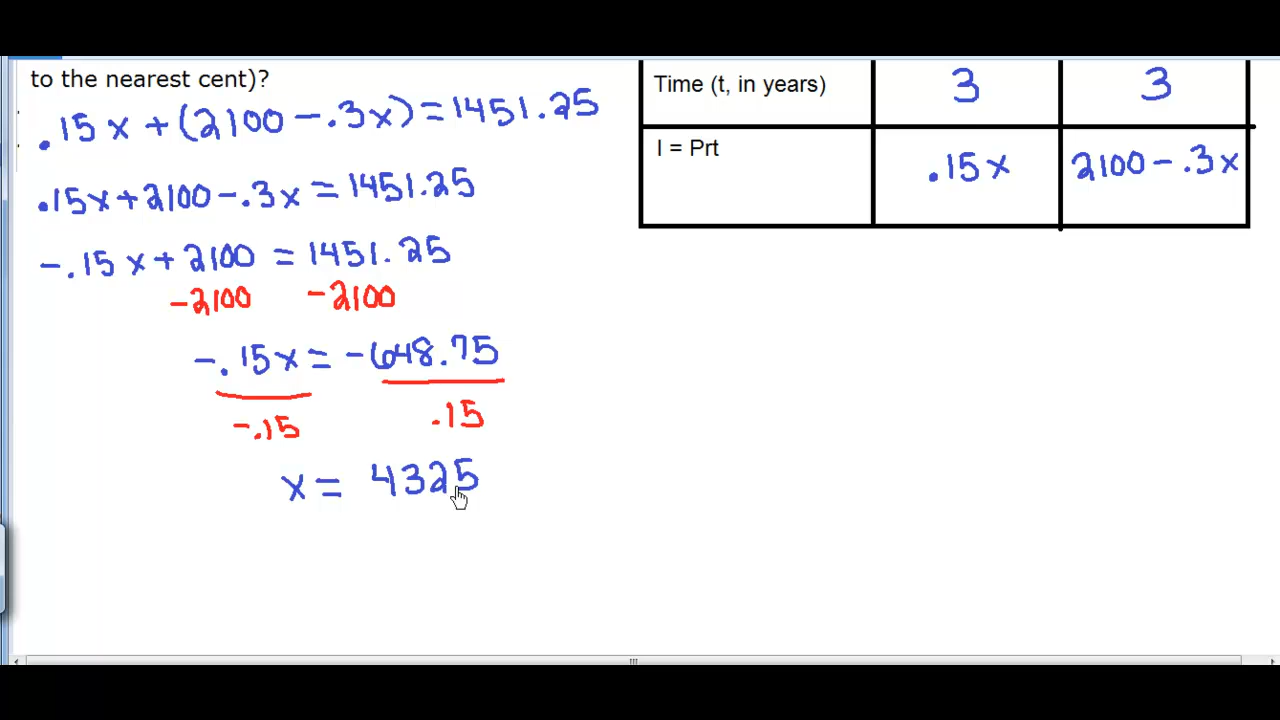 to the nearest cent)?
.15x + (2100 - .3x) = 1451.25
.15x + 2100 - .3x = 1451.25
-.15x + 2100 = 1451.25
-2100 -2100
-.15x = -648.75
-.15 .15
x = 4325
Time (t, in years) 3 3
I = Prt .15x 2100 - .3x